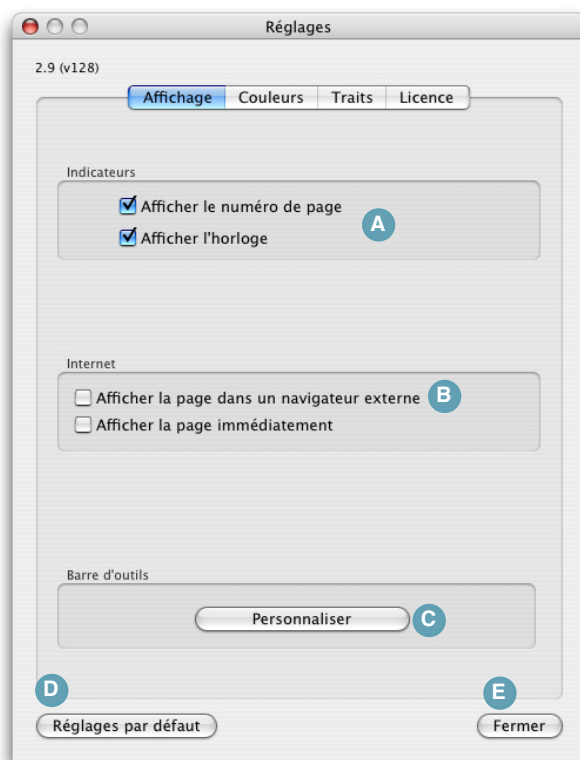 Réglages
2.9 (v128)
Affichage Couleurs Traits Licence
Indicateurs
Afficher le numéro de page
A
Afficher l'horloge
Internet
Afficher la page dans un navigateur externe B
Afficher la page immédiatement
Barre d'outils
Personnaliser C
D E
Réglages par défaut Fermer